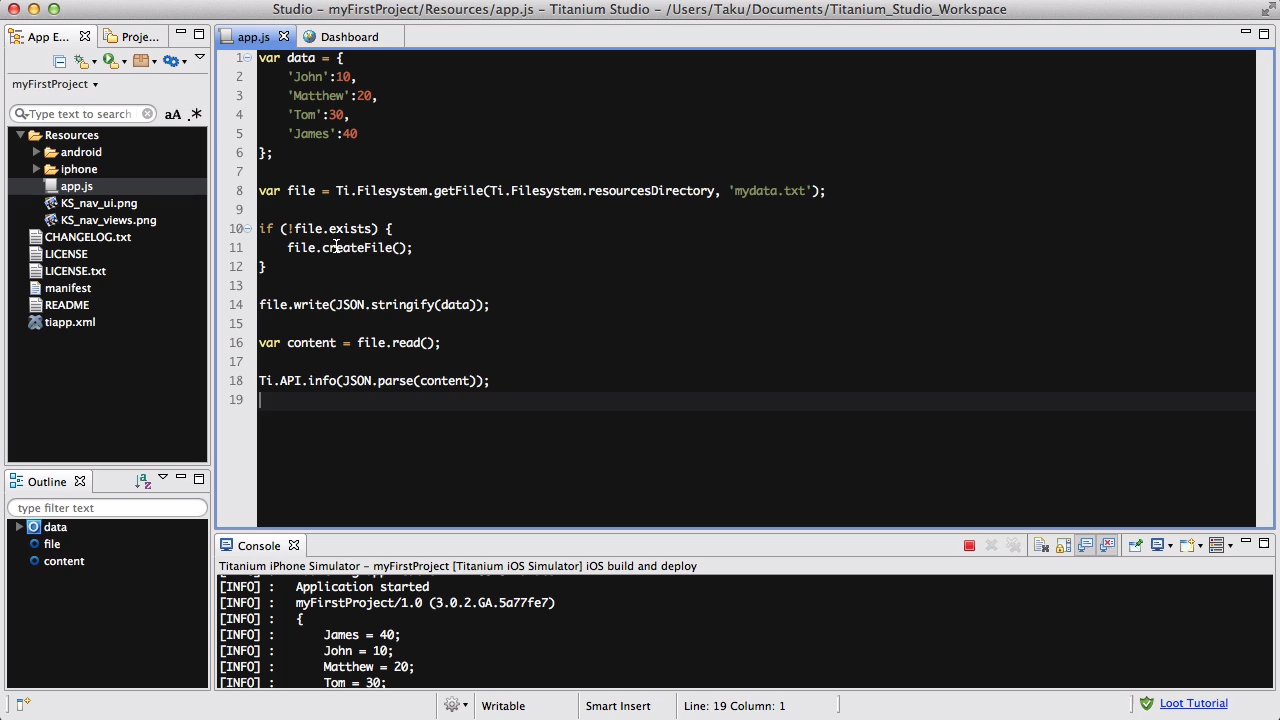 Studio - myFirstProject/Resources/app.js - Titanium Studio - /Users/Taku/Documents/Titanium_Studio_Workspace
App E...
Proje...
myFirstProject
Type text to search
aA .*
Resources
android
iphone
app.js
KS_nav_ui.png
KS_nav_views.png
CHANGELOG.txt
LICENSE
LICENSE.txt
manifest
README
tiapp.xml
Outline
type filter text
data
file
content
app.js
Dashboard
1 var data = {
2 'John':10,
3 'Matthew':20,
4 'Tom':30,
5 'James':40
6 };
7
8 var file = Ti.Filesystem.getFile(Ti.Filesystem.resourcesDirectory, 'mydata.txt');
9
10 if (!file.exists) {
11 file.createFile();
12 }
13
14 file.write(JSON.stringify(data));
15
16 var content = file.read();
17
18 Ti.API.info(JSON.parse(content));
19
Console
Titanium iPhone Simulator - myFirstProject [Titanium iOS Simulator] iOS build and deploy
[INFO] : Application started
[INFO] : myFirstProject/1.0 (3.0.2.GA.5a77fe7)
[INFO] : {
[INFO] : James = 40;
[INFO] : John = 10;
[INFO] : Matthew = 20;
[INFO] : Tom = 30;
Writable
Smart Insert
Line: 19 Column: 1
Loot Tutorial